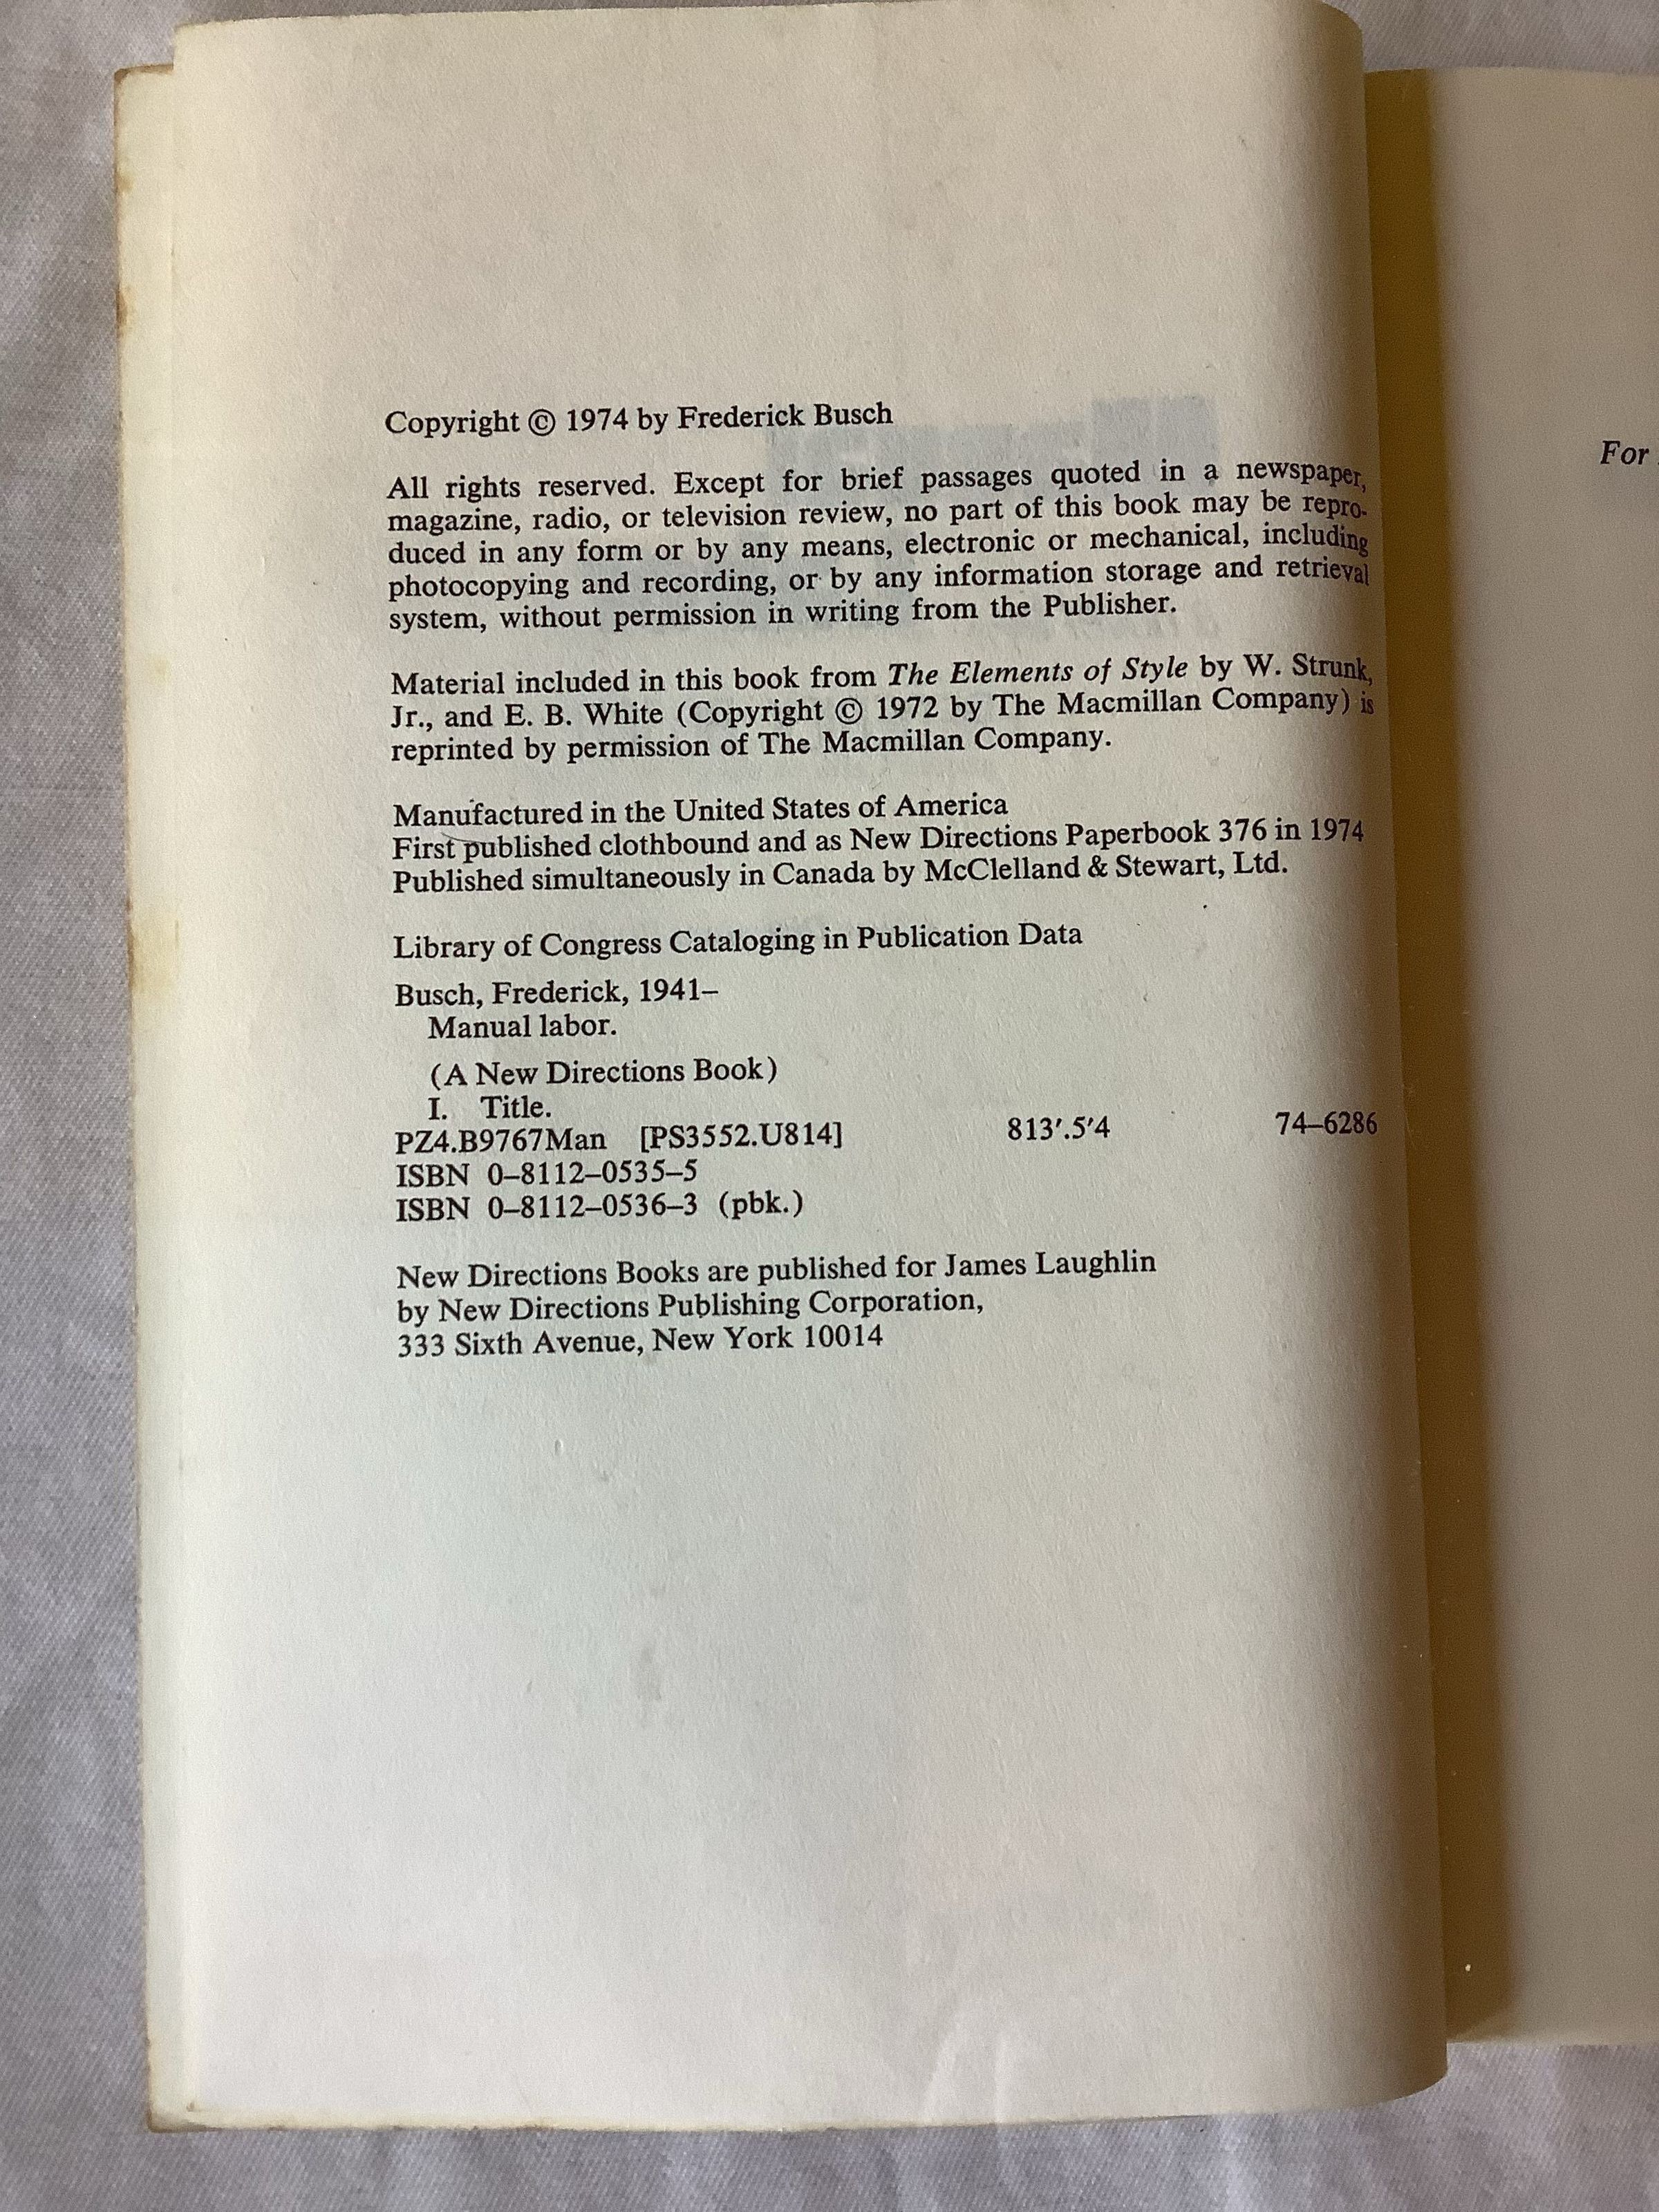 Copyright © 1974 by Frederick Busch
All rights reserved. Except for brief passages quoted in a newspaper,
magazine, radio, or television review, no part of this book may be repro-
duced in any form or by any means, electronic or mechanical, including
photocopying and recording, or by any information storage and retrieval
system, without permission in writing from the Publisher.
Material included in this book from The Elements of Style by W. Strunk,
Jr., and E. B. White (Copyright © 1972 by The Macmillan Company) is
reprinted by permission of The Macmillan Company.
Manufactured in the United States of America
First published clothbound and as New Directions Paperbook 376 in 1974
Published simultaneously in Canada by McClelland & Stewart, Ltd.
Library of Congress Cataloging in Publication Data
Busch, Frederick, 1941–
Manual labor.
(A New Directions Book)
I. Title.
PZ4.B9767Man [PS3552.U814] 813′.5′4 74–6286
ISBN 0–8112–0535–5
ISBN 0–8112–0536–3 (pbk.)
New Directions Books are published for James Laughlin
by New Directions Publishing Corporation,
333 Sixth Avenue, New York 10014
For